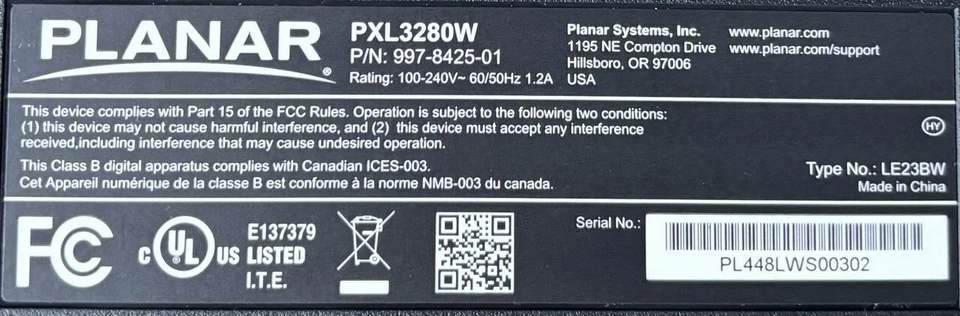 PLANAR®
PXL3280W
P/N: 997-8425-01
Rating: 100-240V~ 60/50Hz 1.2A
Planar Systems, Inc.
1195 NE Compton Drive
Hillsboro, OR 97006
USA
www.planar.com
www.planar.com/support
This device complies with Part 15 of the FCC Rules. Operation is subject to the following two conditions:
(1) this device may not cause harmful interference, and (2) this device must accept any interference
received,including interference that may cause undesired operation.
HY
This Class B digital apparatus complies with Canadian ICES-003.
Cet Appareil numérique de la classe B est conforme à la norme NMB-003 du canada.
Type No.: LE23BW
Made in China
FC
C UL US
E137379
LISTED
I.T.E.
Serial No.:
PL448LWS00302